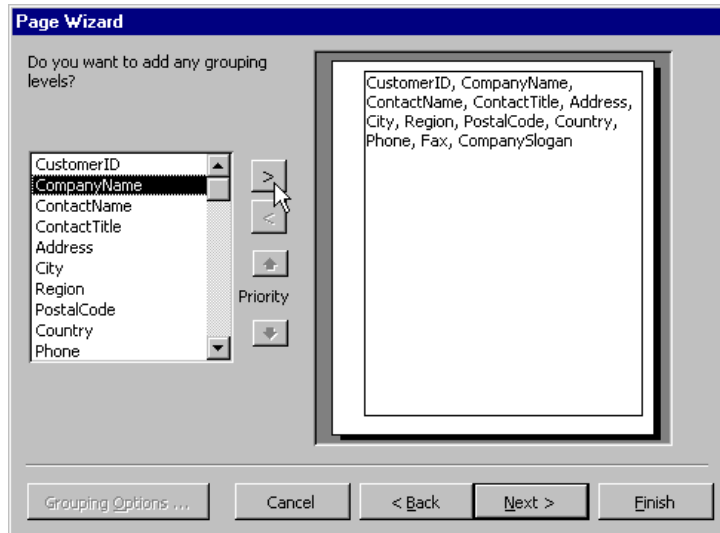 Page Wizard
Do you want to add any grouping
levels?
CustomerID
CompanyName
ContactName
ContactTitle
Address
City
Region
PostalCode
Country
Phone
>
<
Priority
CustomerID, CompanyName,
ContactName, ContactTitle, Address,
City, Region, PostalCode, Country,
Phone, Fax, CompanySlogan
Grouping Options ...
Cancel
< Back
Next >
Finish